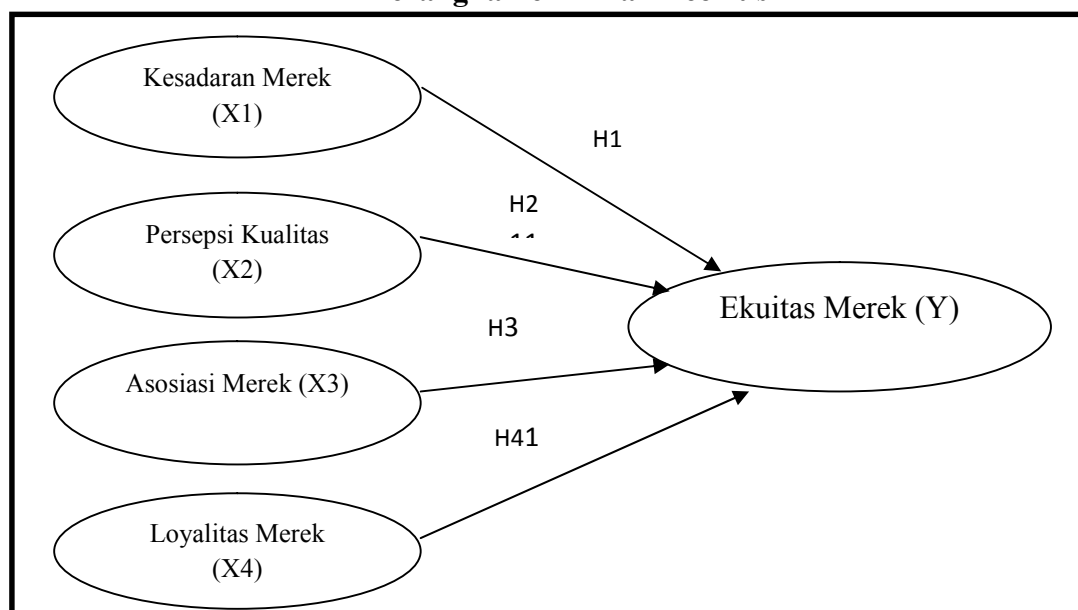 Kesadaran Merek
(X1)
H1
H2
Persepsi Kualitas
(X2)
Ekuitas Merek (Y)
H3
Asosiasi Merek (X3)
H41
Loyalitas Merek
(X4)